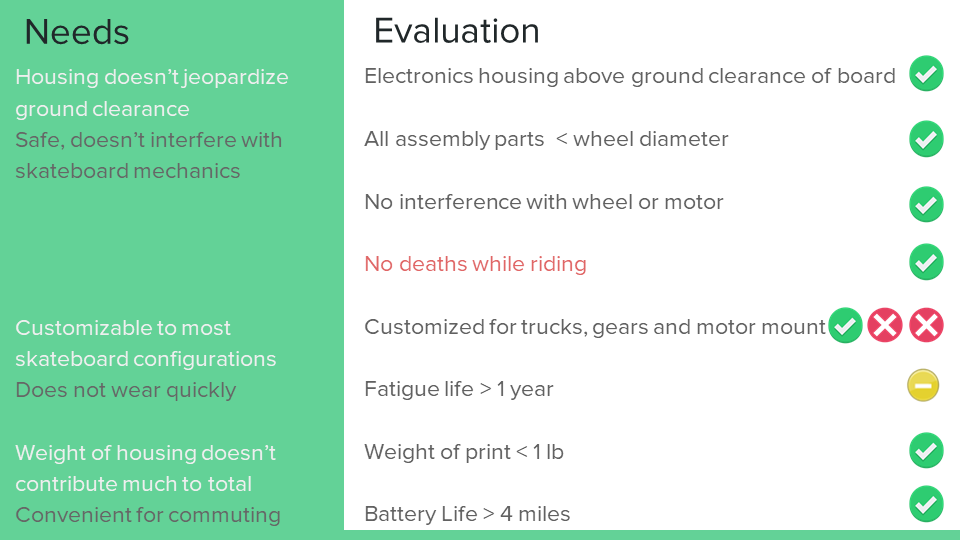 Needs
Housing doesn't jeopardize
ground clearance
Safe, doesn't interfere with
skateboard mechanics
Customizable to most
skateboard configurations
Does not wear quickly
Weight of housing doesn't
contribute much to total
Convenient for commuting
Evaluation
Electronics housing above ground clearance of board
All assembly parts < wheel diameter
No interference with wheel or motor
No deaths while riding
Customized for trucks, gears and motor mount
Fatigue life > 1 year
Weight of print < 1 lb
Battery Life > 4 miles